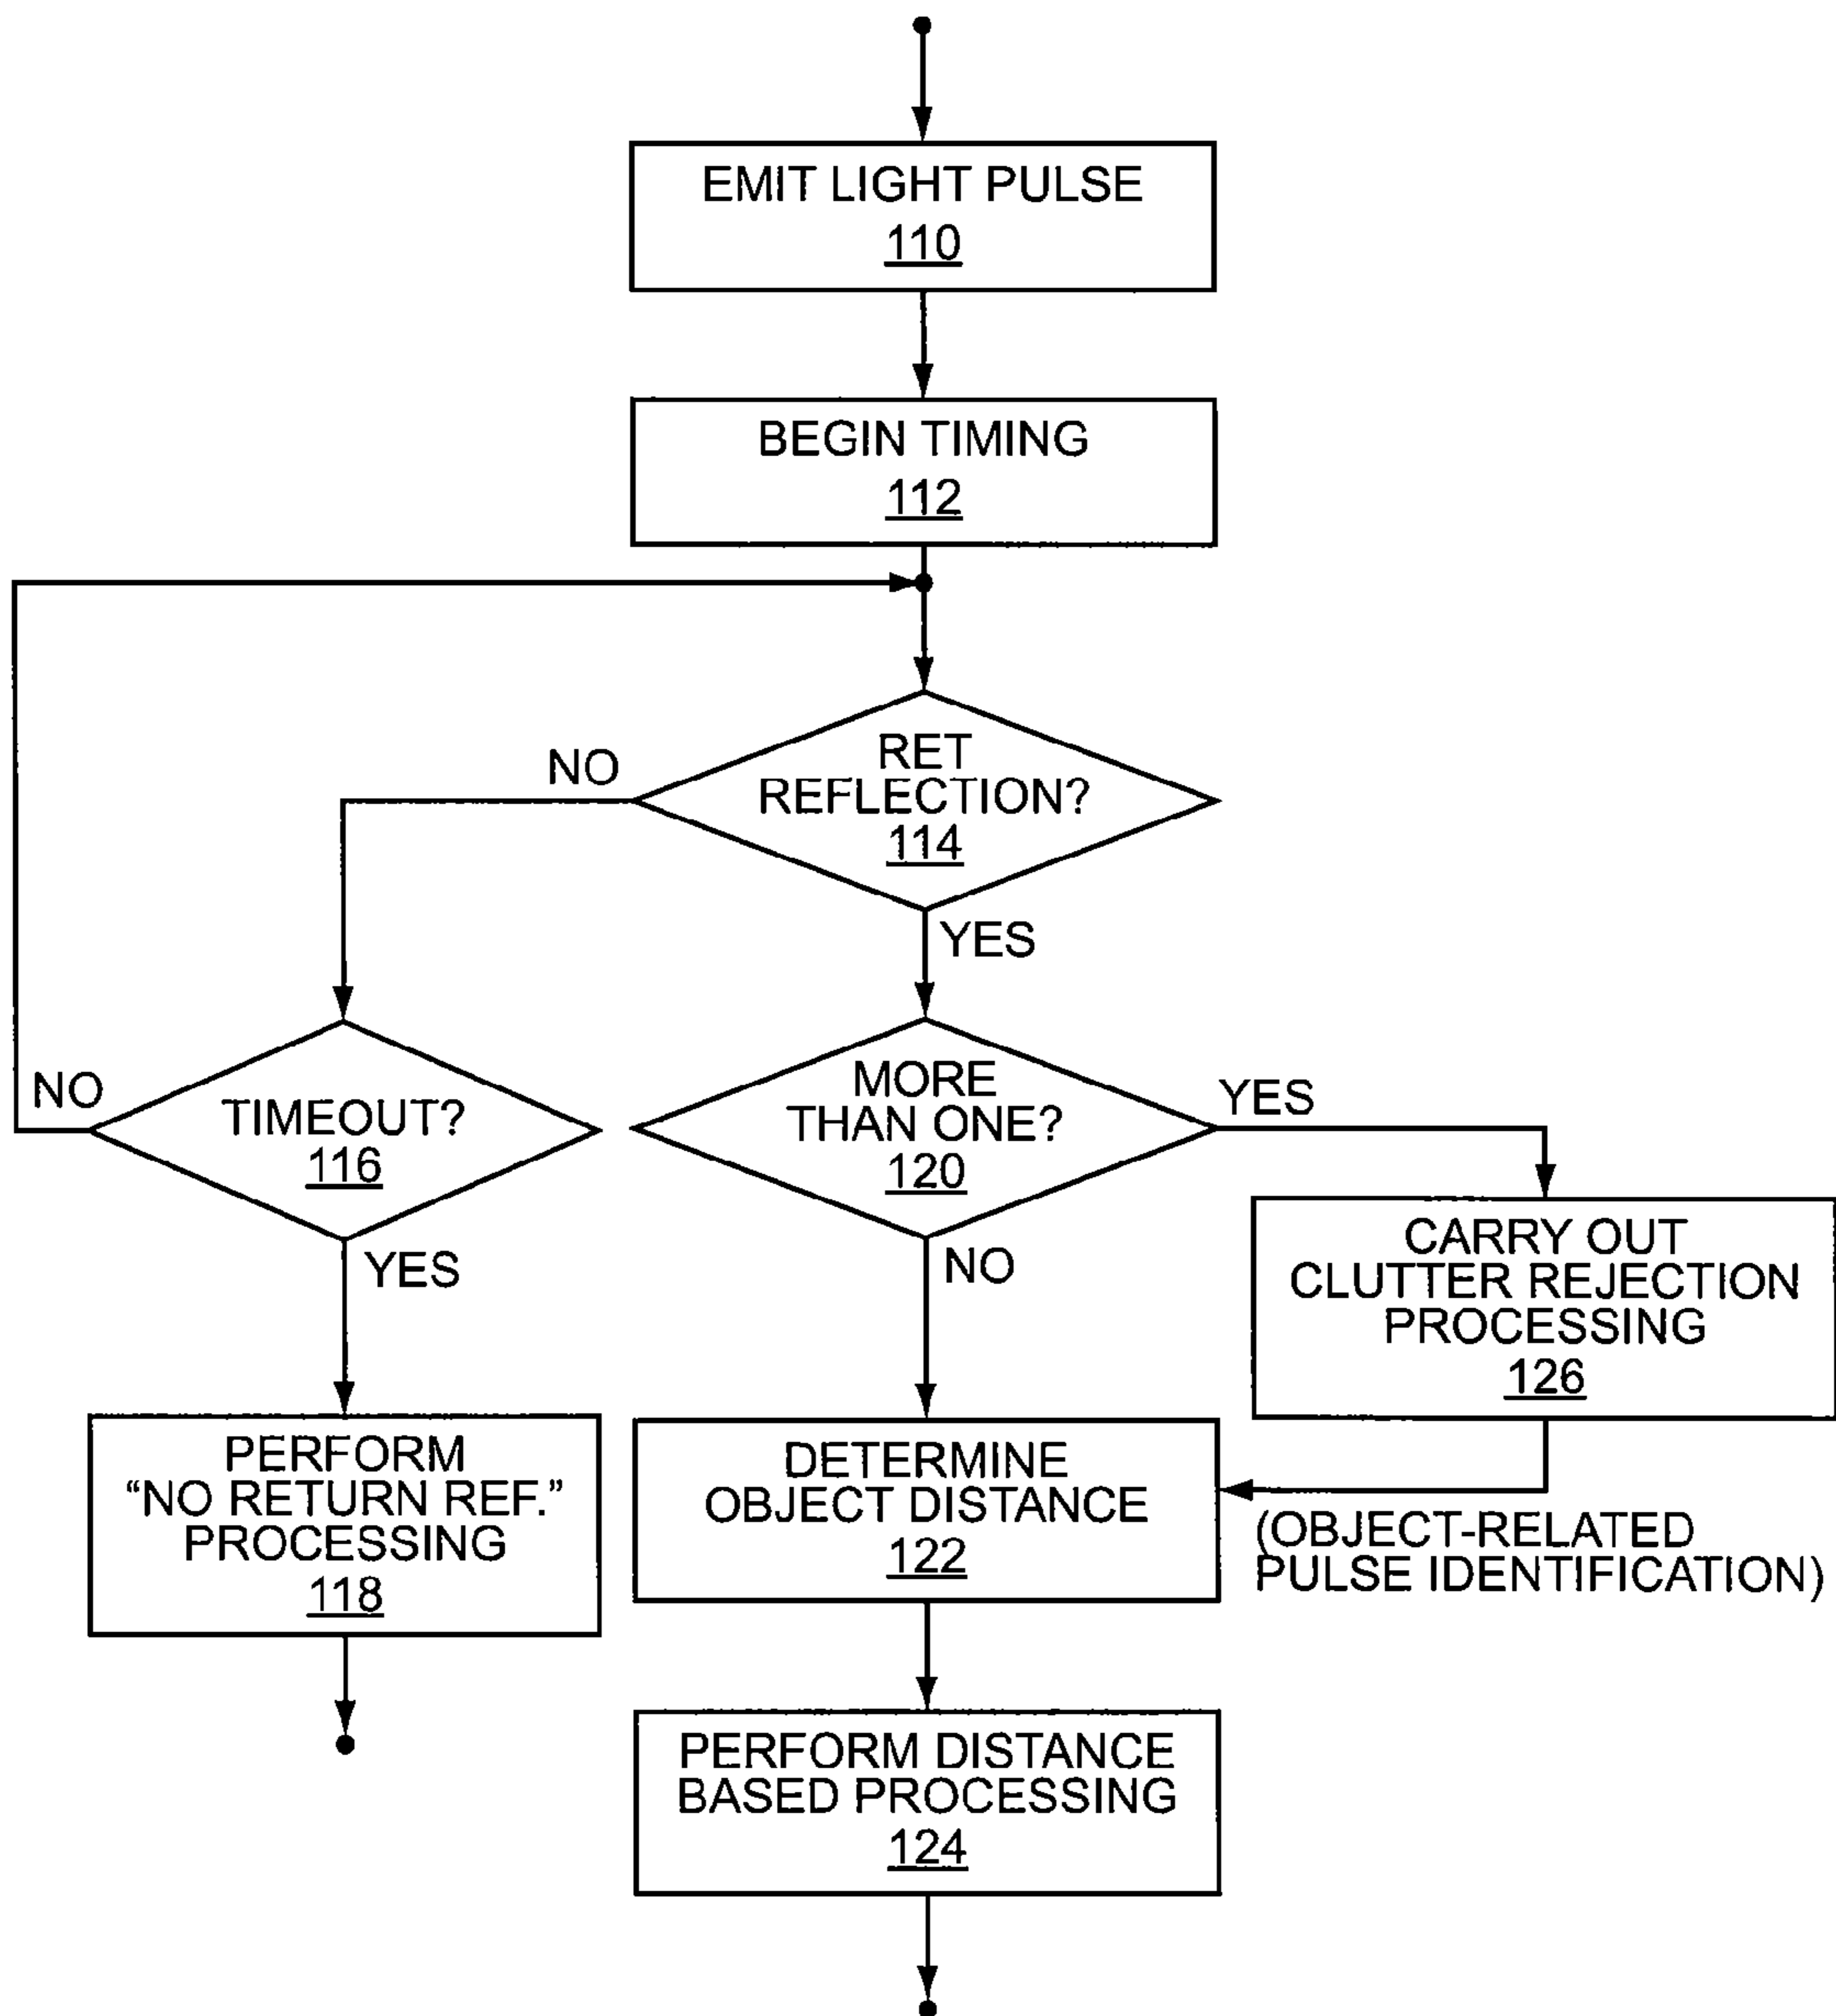 EMIT LIGHT PULSE
110
BEGIN TIMING
112
RET
REFLECTION?
114
NO
YES
TIMEOUT?
116
NO
YES
MORE
THAN ONE?
120
YES
NO
CARRY OUT
CLUTTER REJECTION
PROCESSING
126
PERFORM
“NO RETURN REF.”
PROCESSING
118
DETERMINE
OBJECT DISTANCE
122
(OBJECT-RELATED
PULSE IDENTIFICATION)
PERFORM DISTANCE
BASED PROCESSING
124